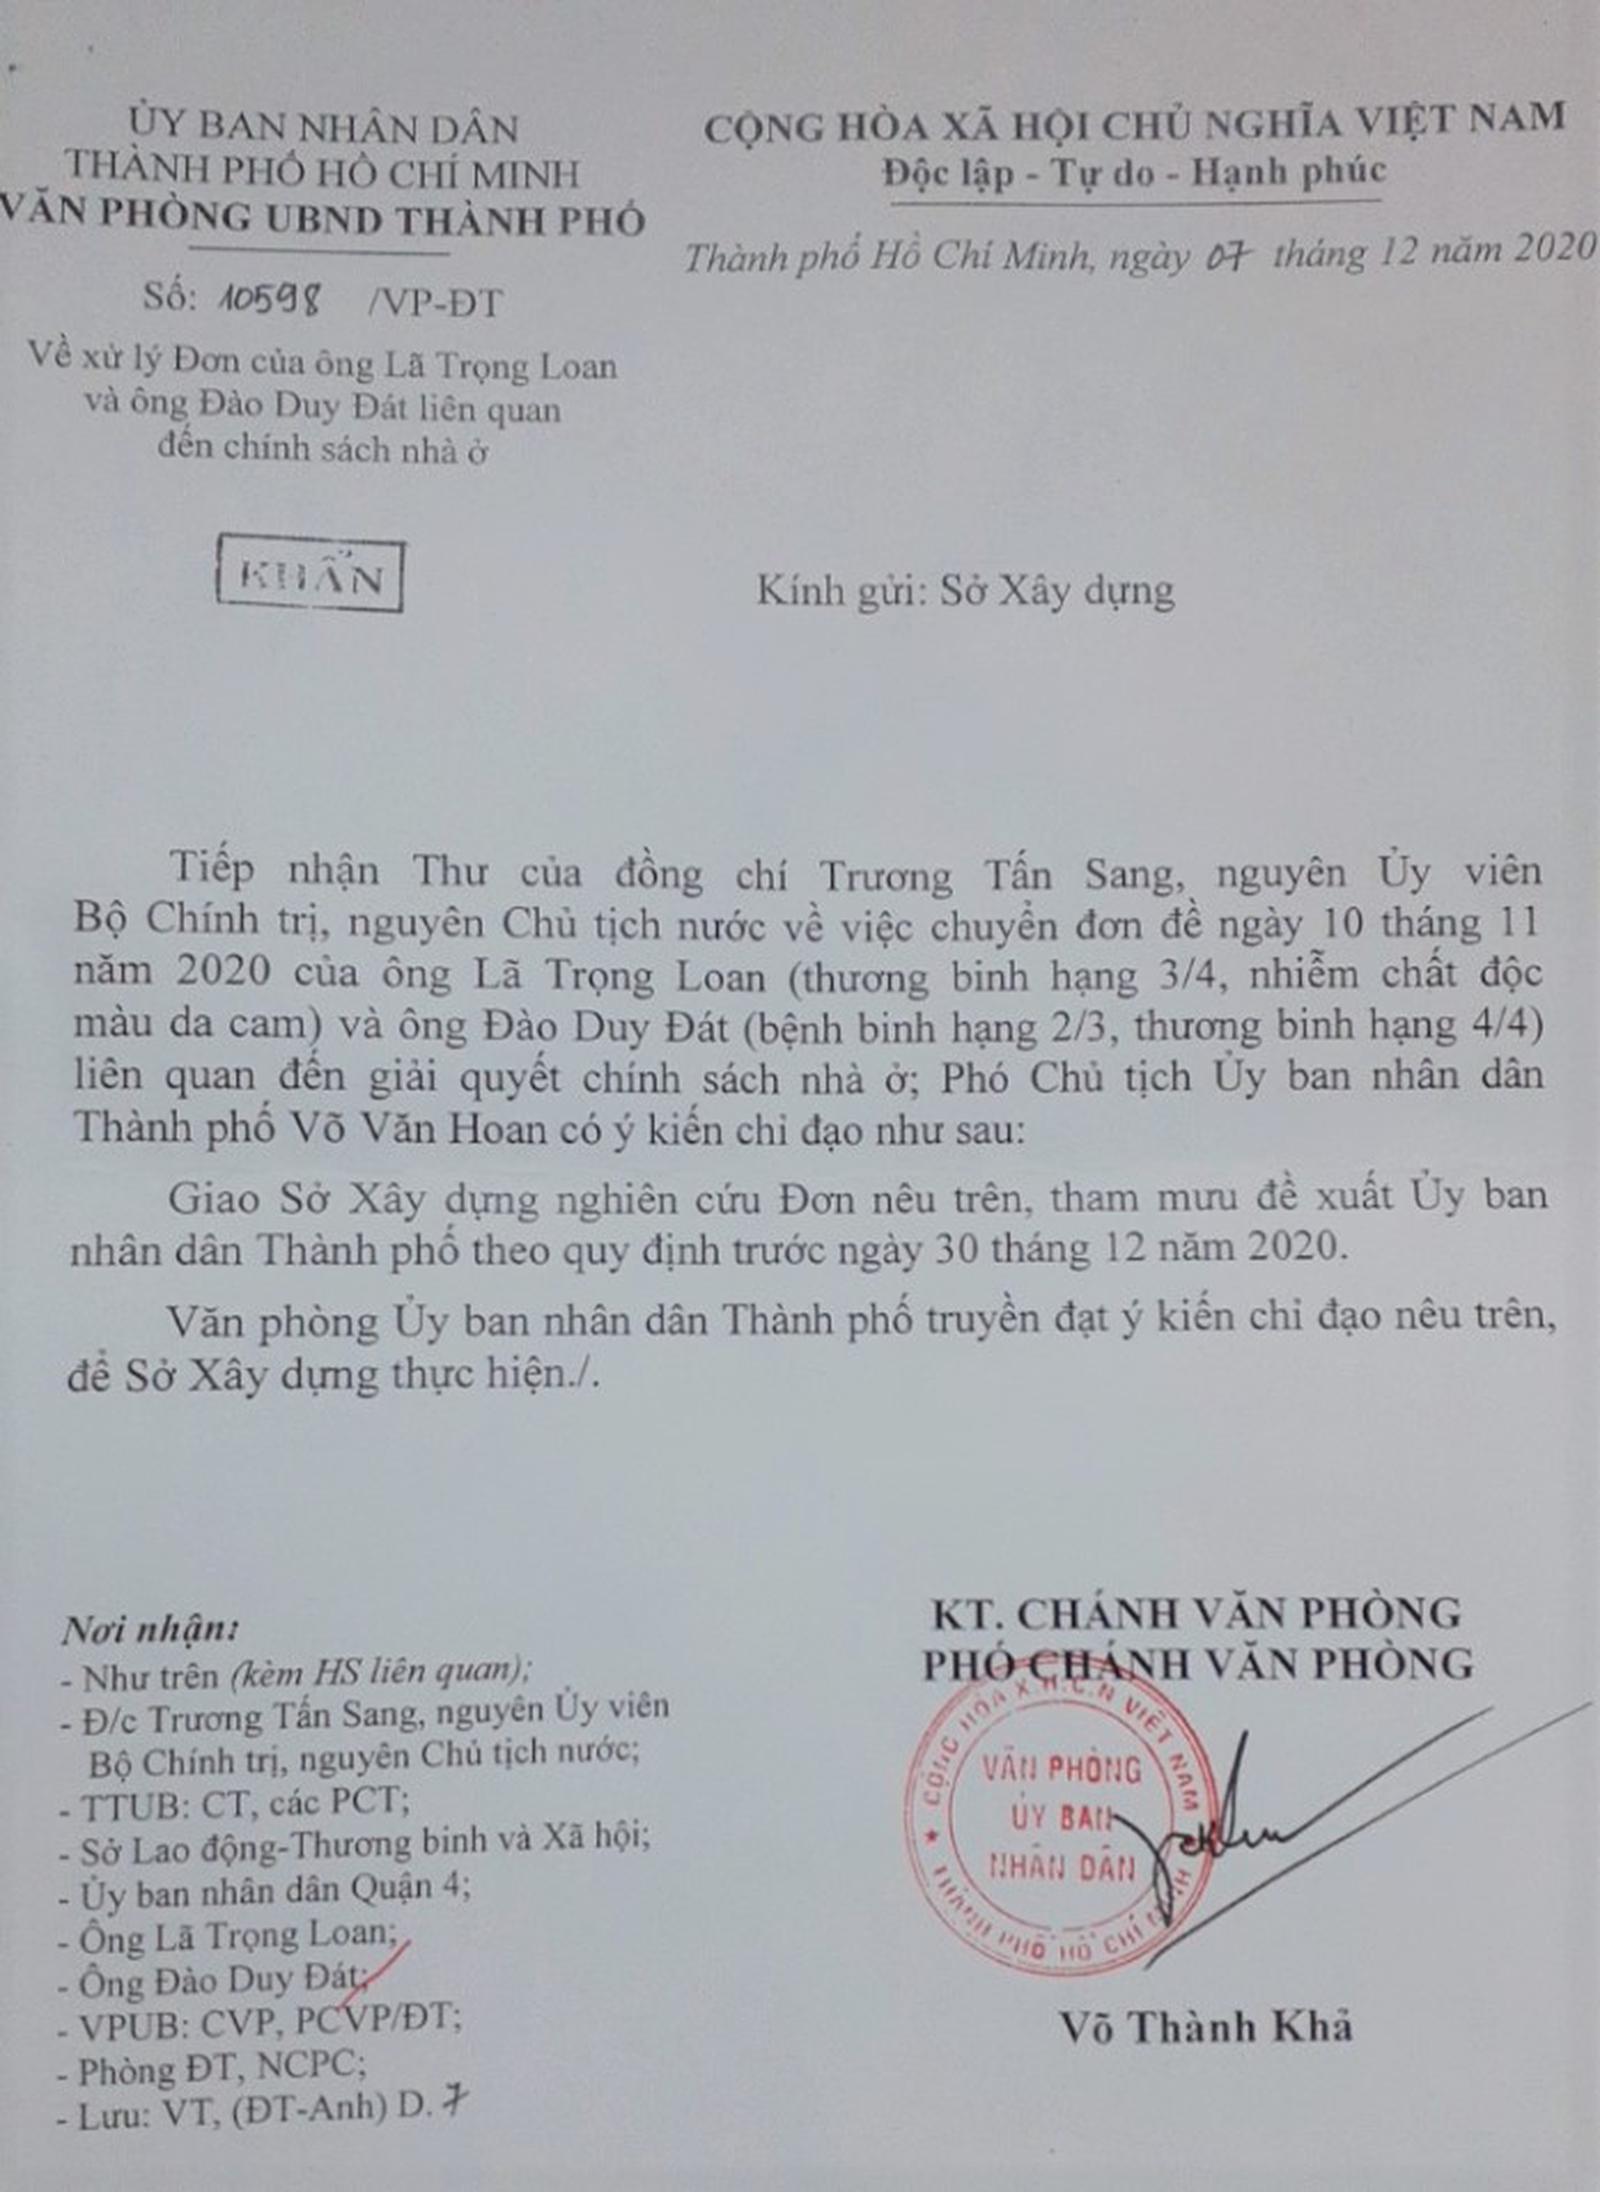 ỦY BAN NHÂN DÂN
THÀNH PHỐ HỒ CHÍ MINH
VĂN PHÒNG UBND THÀNH PHỐ
Số: 10598 /VP-ĐT
Về xử lý Đơn của ông Lã Trọng Loan
và ông Đào Duy Đát liên quan
đến chính sách nhà ở
CỘNG HÒA XÃ HỘI CHỦ NGHĨA VIỆT NAM
Độc lập - Tự do - Hạnh phúc
Thành phố Hồ Chí Minh, ngày 07 tháng 12 năm 2020
KHẨN
Kính gửi: Sở Xây dựng
Tiếp nhận Thư của đồng chí Trương Tấn Sang, nguyên Ủy viên
Bộ Chính trị, nguyên Chủ tịch nước về việc chuyển đơn đề ngày 10 tháng 11
năm 2020 của ông Lã Trọng Loan (thương binh hạng 3/4, nhiễm chất độc
màu da cam) và ông Đào Duy Đát (bệnh binh hạng 2/3, thương binh hạng 4/4)
liên quan đến giải quyết chính sách nhà ở; Phó Chủ tịch Ủy ban nhân dân
Thành phố Võ Văn Hoan có ý kiến chỉ đạo như sau:
Giao Sở Xây dựng nghiên cứu Đơn nêu trên, tham mưu đề xuất Ủy ban
nhân dân Thành phố theo quy định trước ngày 30 tháng 12 năm 2020.
Văn phòng Ủy ban nhân dân Thành phố truyền đạt ý kiến chỉ đạo nêu trên,
để Sở Xây dựng thực hiện./.
Nơi nhận:
- Như trên (kèm HS liên quan);
- Đ/c Trương Tấn Sang, nguyên Ủy viên
Bộ Chính trị, nguyên Chủ tịch nước;
- TTUB: CT, các PCT;
- Sở Lao động-Thương binh và Xã hội;
- Ủy ban nhân dân Quận 4;
- Ông Lã Trọng Loan;
- Ông Đào Duy Đát;
- VPUB: CVP, PCVP/ĐT;
- Phòng ĐT, NCPC;
- Lưu: VT, (ĐT-Anh) D. 7
KT. CHÁNH VĂN PHÒNG
PHÓ CHÁNH VĂN PHÒNG
CỘNG HÒA X.H.C.N VIỆT NAM
VĂN PHÒNG
ỦY BAN
NHÂN DÂN
THÀNH PHỐ HỒ CHÍ MINH
Võ Thành Khả